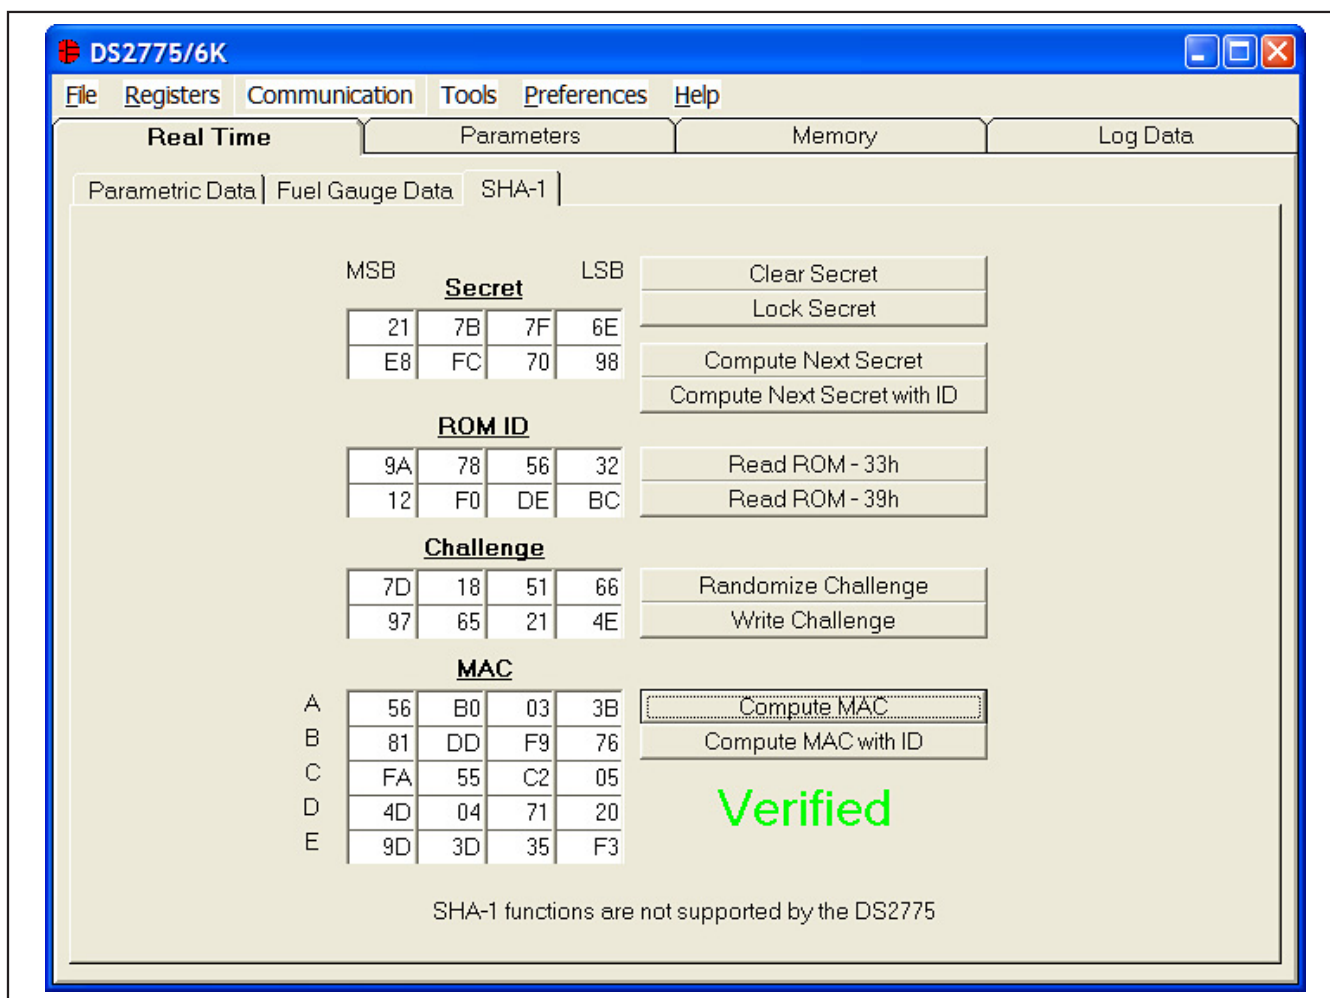 DS2775/6K
File Registers Communication Tools Preferences Help
Real Time Parameters Memory Log Data
Parametric Data Fuel Gauge Data SHA-1
MSB LSB
Secret
21 7B 7F 6E
E8 FC 70 98
Clear Secret
Lock Secret
Compute Next Secret
Compute Next Secret with ID
ROM ID
9A 78 56 32
12 F0 DE BC
Read ROM - 33h
Read ROM - 39h
Challenge
7D 18 51 66
97 65 21 4E
Randomize Challenge
Write Challenge
MAC
A 56 B0 03 3B
B 81 DD F9 76
C FA 55 C2 05
D 4D 04 71 20
E 9D 3D 35 F3
Compute MAC
Compute MAC with ID
Verified
SHA-1 functions are not supported by the DS2775